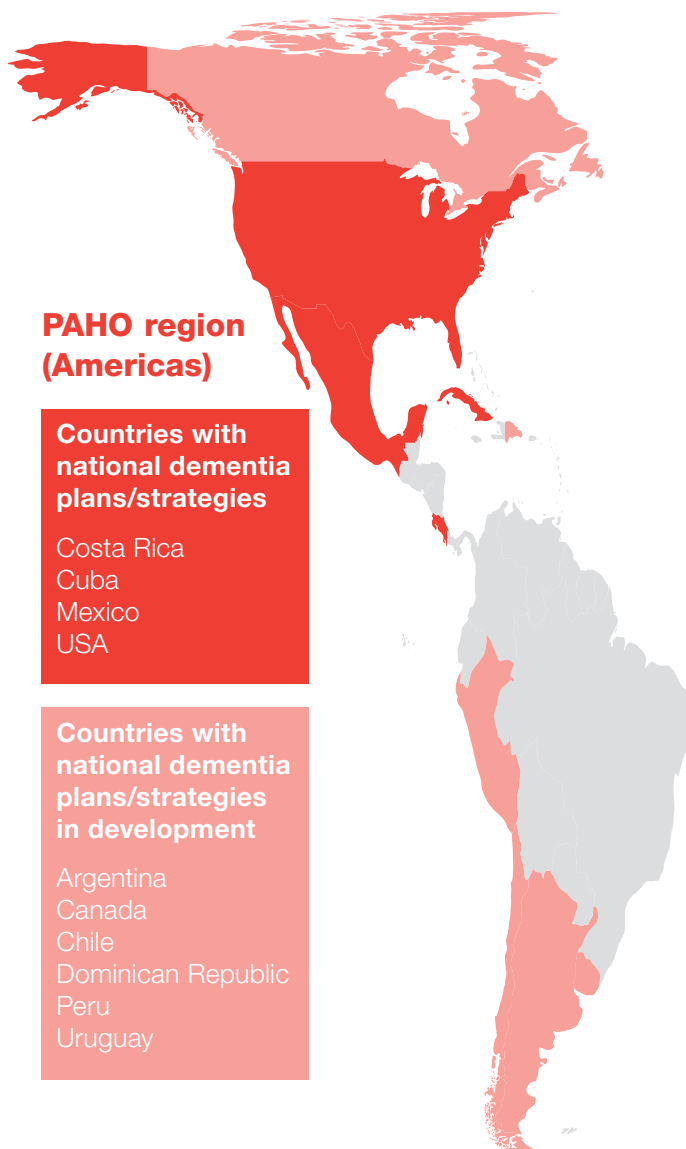 PAHO region
(Americas)
Countries with
national dementia
plans/strategies
Costa Rica
Cuba
Mexico
USA
Countries with
national dementia
plans/strategies
in development
Argentina
Canada
Chile
Dominican Republic
Peru
Uruguay